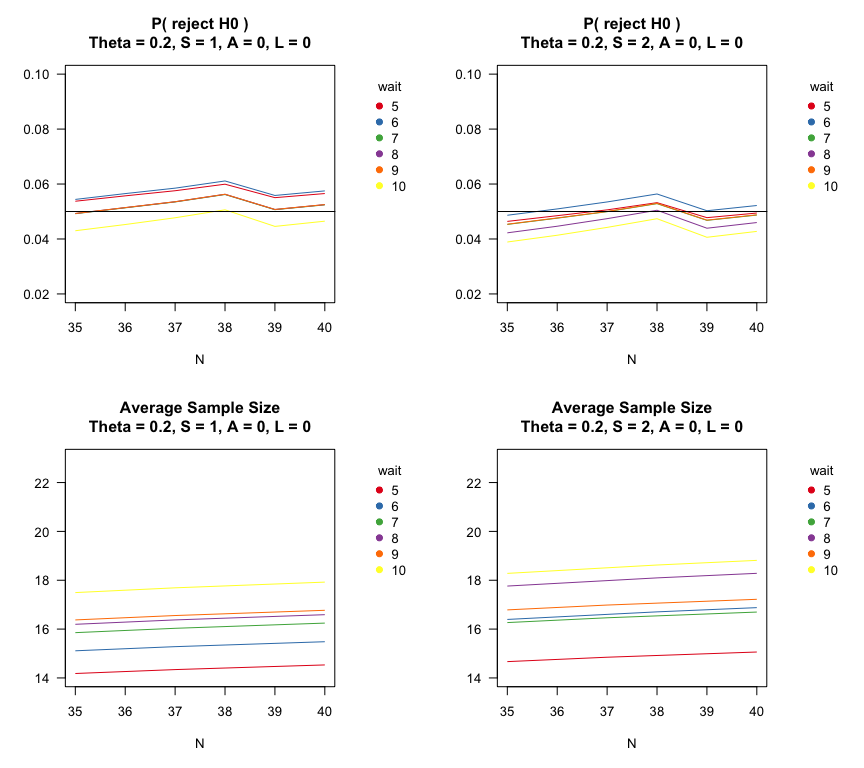 P( reject H0 )
Theta = 0.2, S = 1, A = 0, L = 0
0.10
0.08
0.06
0.04
0.02
35 36 37 38 39 40
N
wait
5
6
7
8
9
10
P( reject H0 )
Theta = 0.2, S = 2, A = 0, L = 0
0.10
0.08
0.06
0.04
0.02
35 36 37 38 39 40
N
wait
5
6
7
8
9
10
Average Sample Size
Theta = 0.2, S = 1, A = 0, L = 0
22
20
18
16
14
35 36 37 38 39 40
N
wait
5
6
7
8
9
10
Average Sample Size
Theta = 0.2, S = 2, A = 0, L = 0
22
20
18
16
14
35 36 37 38 39 40
N
wait
5
6
7
8
9
10